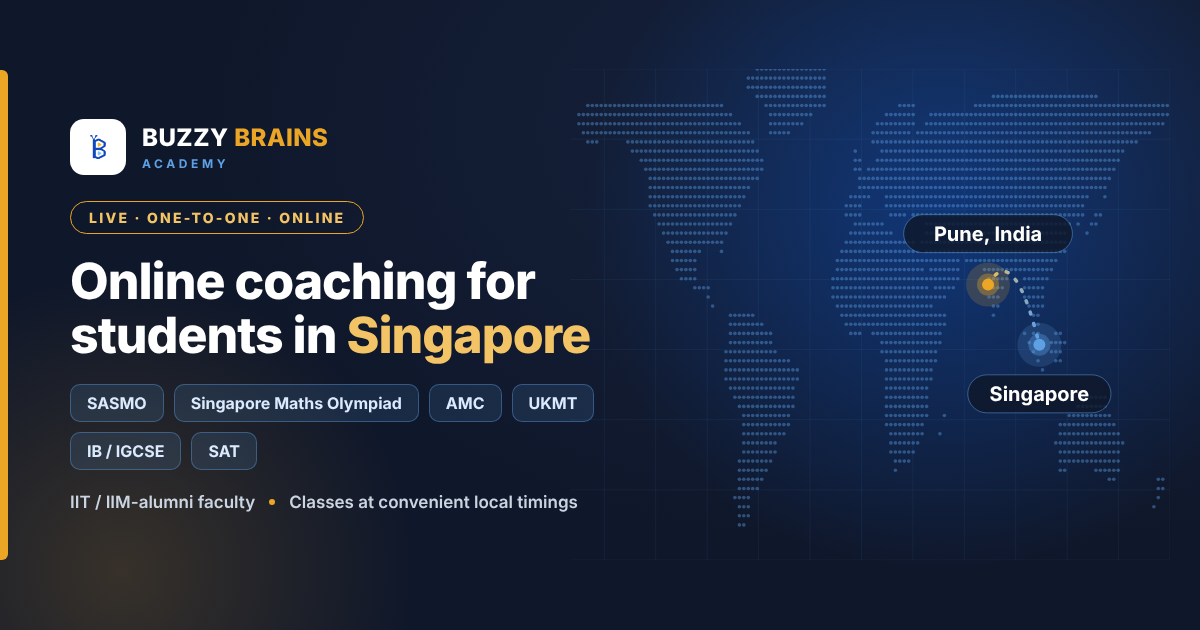 BUZZY BRAINS
ACADEMY
LIVE · ONE-TO-ONE · ONLINE
Online coaching for
students in Singapore
SASMO
Singapore Maths Olympiad
AMC
UKMT
IB / IGCSE
SAT
IIT / IIM-alumni faculty • Classes at convenient local timings
Pune, India
Singapore